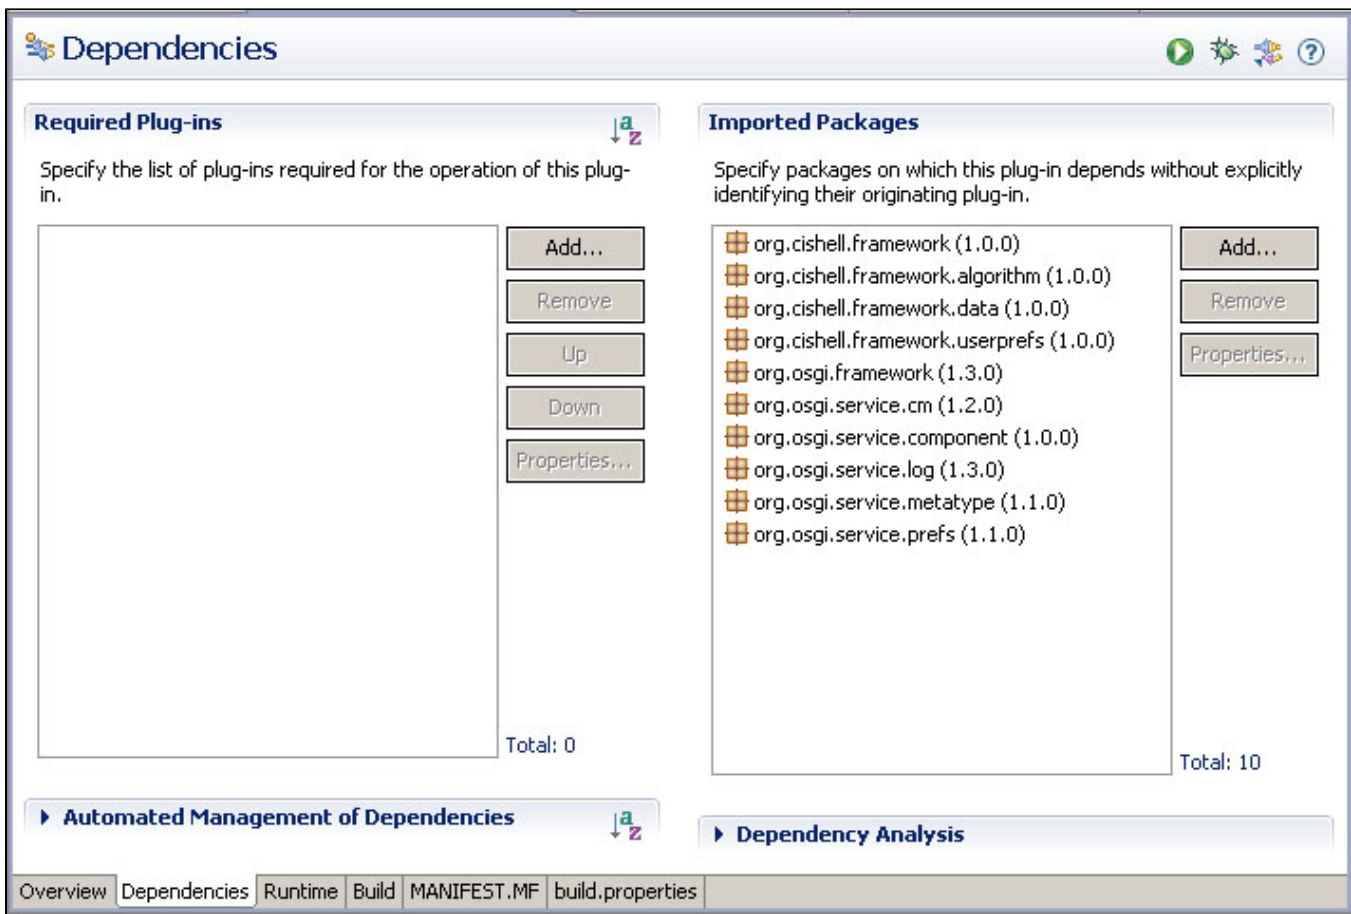 Dependencies
Required Plug-ins
a
z
Specify the list of plug-ins required for the operation of this plug-
in.
Add...
Remove
Up
Down
Properties...
Total: 0
Automated Management of Dependencies
a
z
Imported Packages
Specify packages on which this plug-in depends without explicitly
identifying their originating plug-in.
org.cishell.framework (1.0.0)
org.cishell.framework.algorithm (1.0.0)
org.cishell.framework.data (1.0.0)
org.cishell.framework.userprefs (1.0.0)
org.osgi.framework (1.3.0)
org.osgi.service.cm (1.2.0)
org.osgi.service.component (1.0.0)
org.osgi.service.log (1.3.0)
org.osgi.service.metatype (1.1.0)
org.osgi.service.prefs (1.1.0)
Add...
Remove
Properties...
Total: 10
Dependency Analysis
Overview Dependencies Runtime Build MANIFEST.MF build.properties